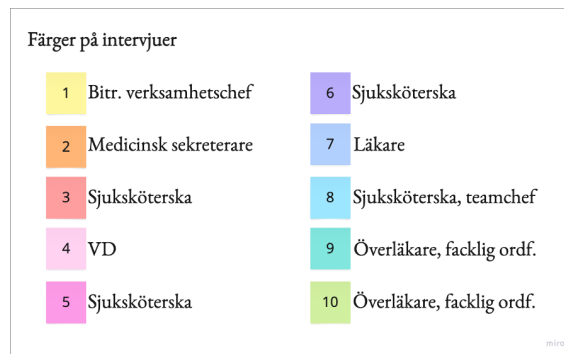 Färger på intervjuer
1 Bitr. verksamhetschef
2 Medicinsk sekreterare
3 Sjuksköterska
4 VD
5 Sjuksköterska
6 Sjuksköterska
7 Läkare
8 Sjuksköterska, teamchef
9 Överläkare, facklig ordf.
10 Överläkare, facklig ordf.
miro